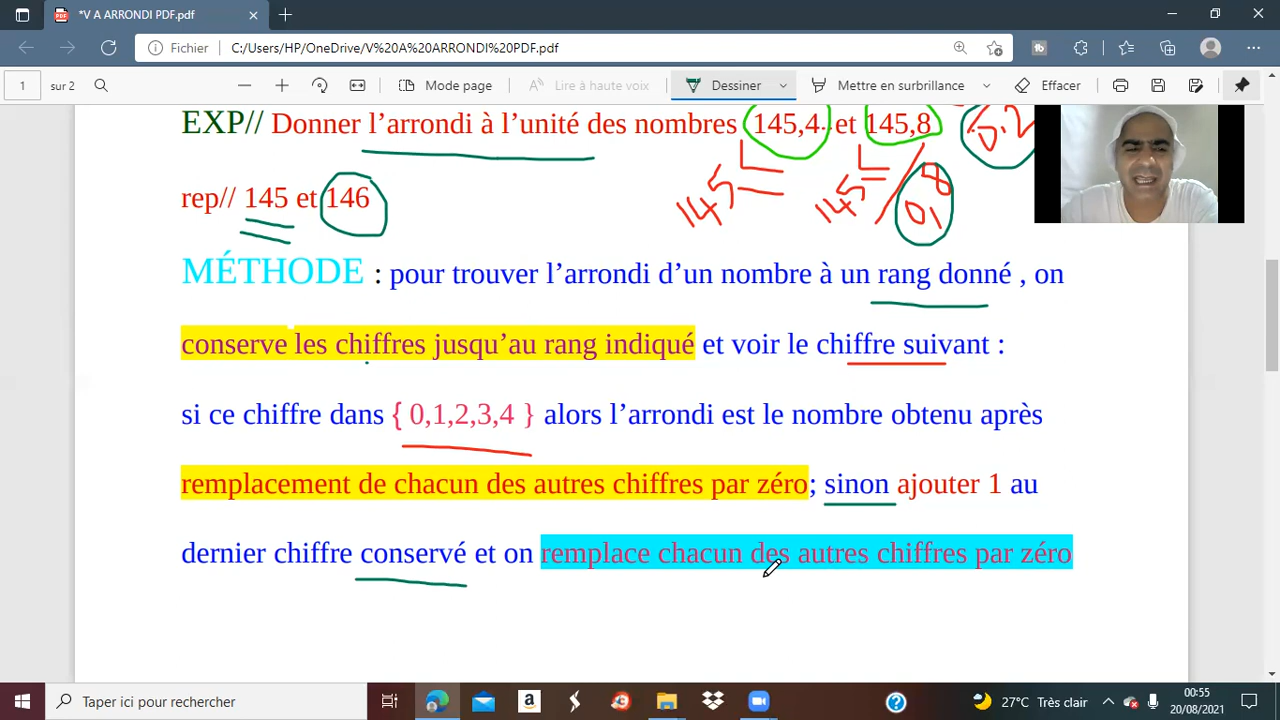 *V A ARRONDI PDF.pdf
Fichier C:/Users/HP/OneDrive/V%20A%20ARRONDI%20PDF.pdf
1 sur 2 Mode page Lire à haute voix Dessiner Mettre en surbrillance Effacer
EXP// Donner l’arrondi à l’unité des nombres 145,4 et 145,8
145 145
8
01
rep// 145 et 146
MÉTHODE : pour trouver l’arrondi d’un nombre à un rang donné , on
conserve les chiffres jusqu’au rang indiqué et voir le chiffre suivant :
si ce chiffre dans { 0,1,2,3,4 } alors l’arrondi est le nombre obtenu après
remplacement de chacun des autres chiffres par zéro; sinon ajouter 1 au
dernier chiffre conservé et on remplace chacun des autres chiffres par zéro
Taper ici pour rechercher
27°C Très clair
00:55
20/08/2021